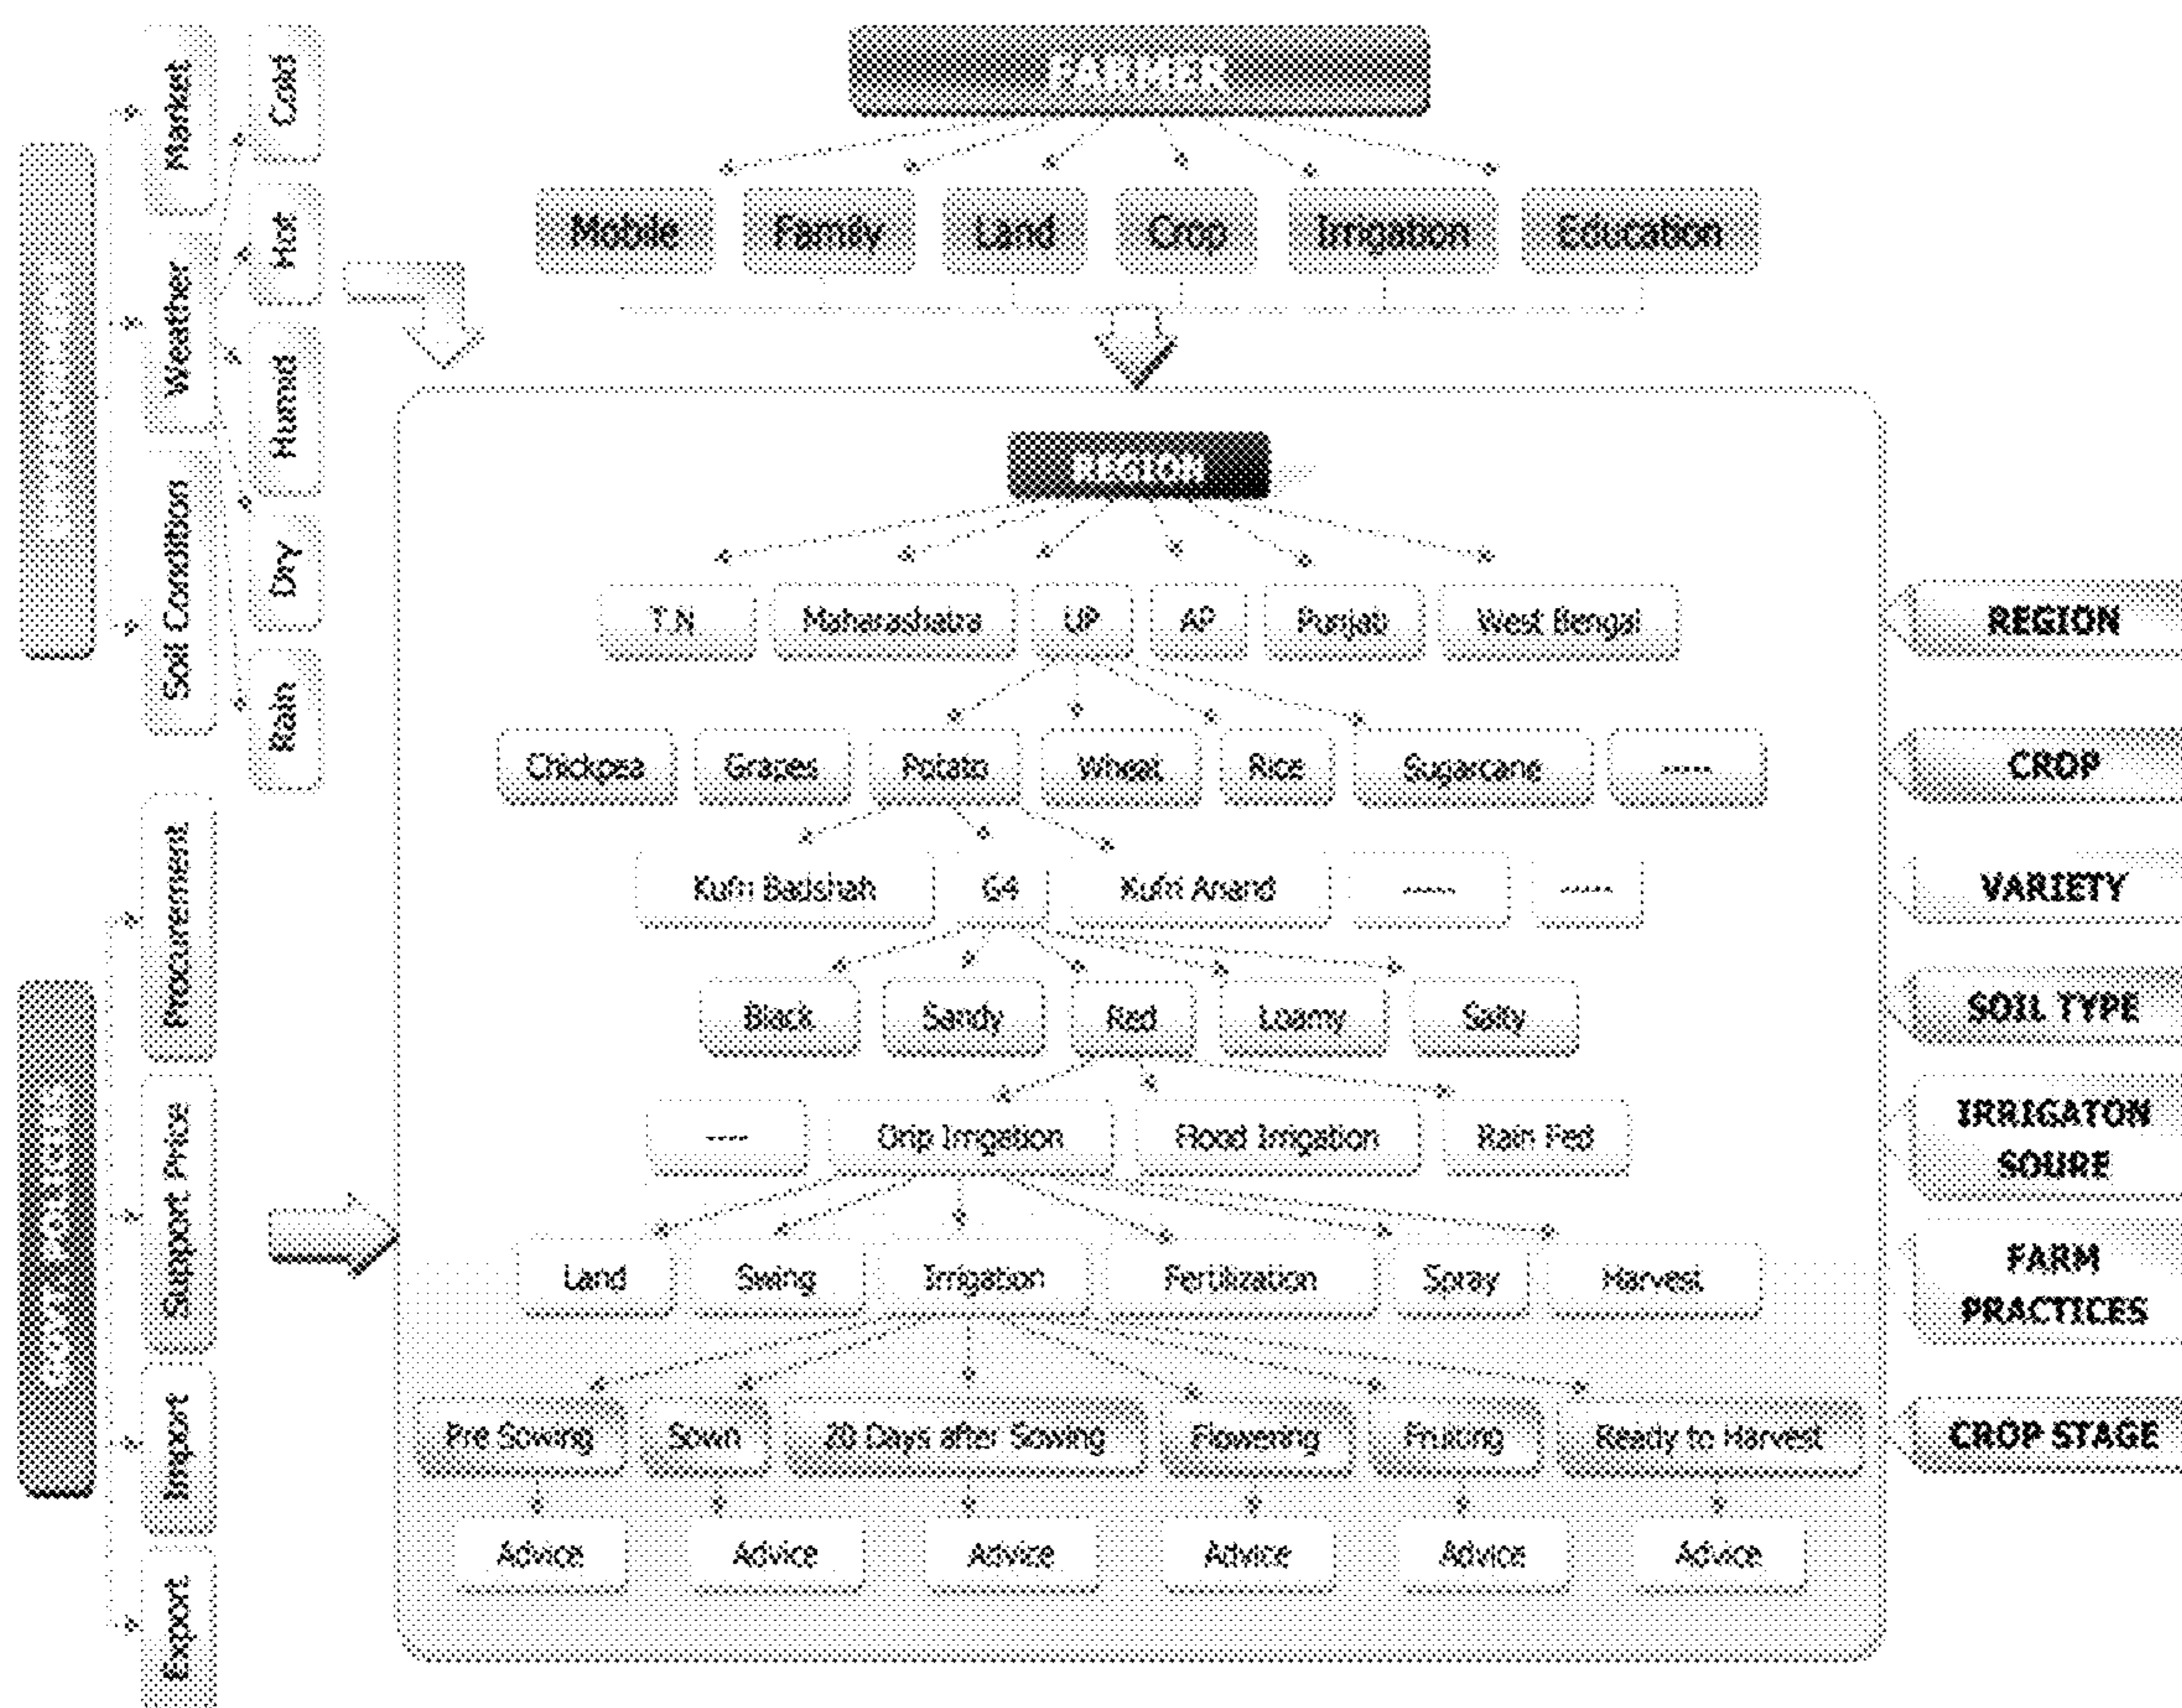 FARMER
Mobile
Family
Land
Crop
Irrigation
Education
Market
Weather
Soil Condition
Cold
Hot
Humid
Dry
Rain
Procurement
Support Price
Import
Export
REGION
T.N
Maharashatra
UP
AP
Punjab
West Bengal
REGION
Chickpea
Grapes
Potato
Wheat
Rice
Sugarcane
-----
CROP
Kufri Badshah
G4
Kufri Anand
-----
-----
VARIETY
Black
Sandy
Red
Loamy
Salty
SOIL TYPE
----
Drip Irrigation
Flood Irrigation
Rain Fed
IRRIGATON
SOURE
Land
Swing
Irrigation
Fertilization
Spray
Harvest
FARM
PRACTICES
Pre Sowing
Sown
20 Days after Sowing
Flowering
Fruiting
Ready to Harvest
CROP STAGE
Advice
Advice
Advice
Advice
Advice
Advice